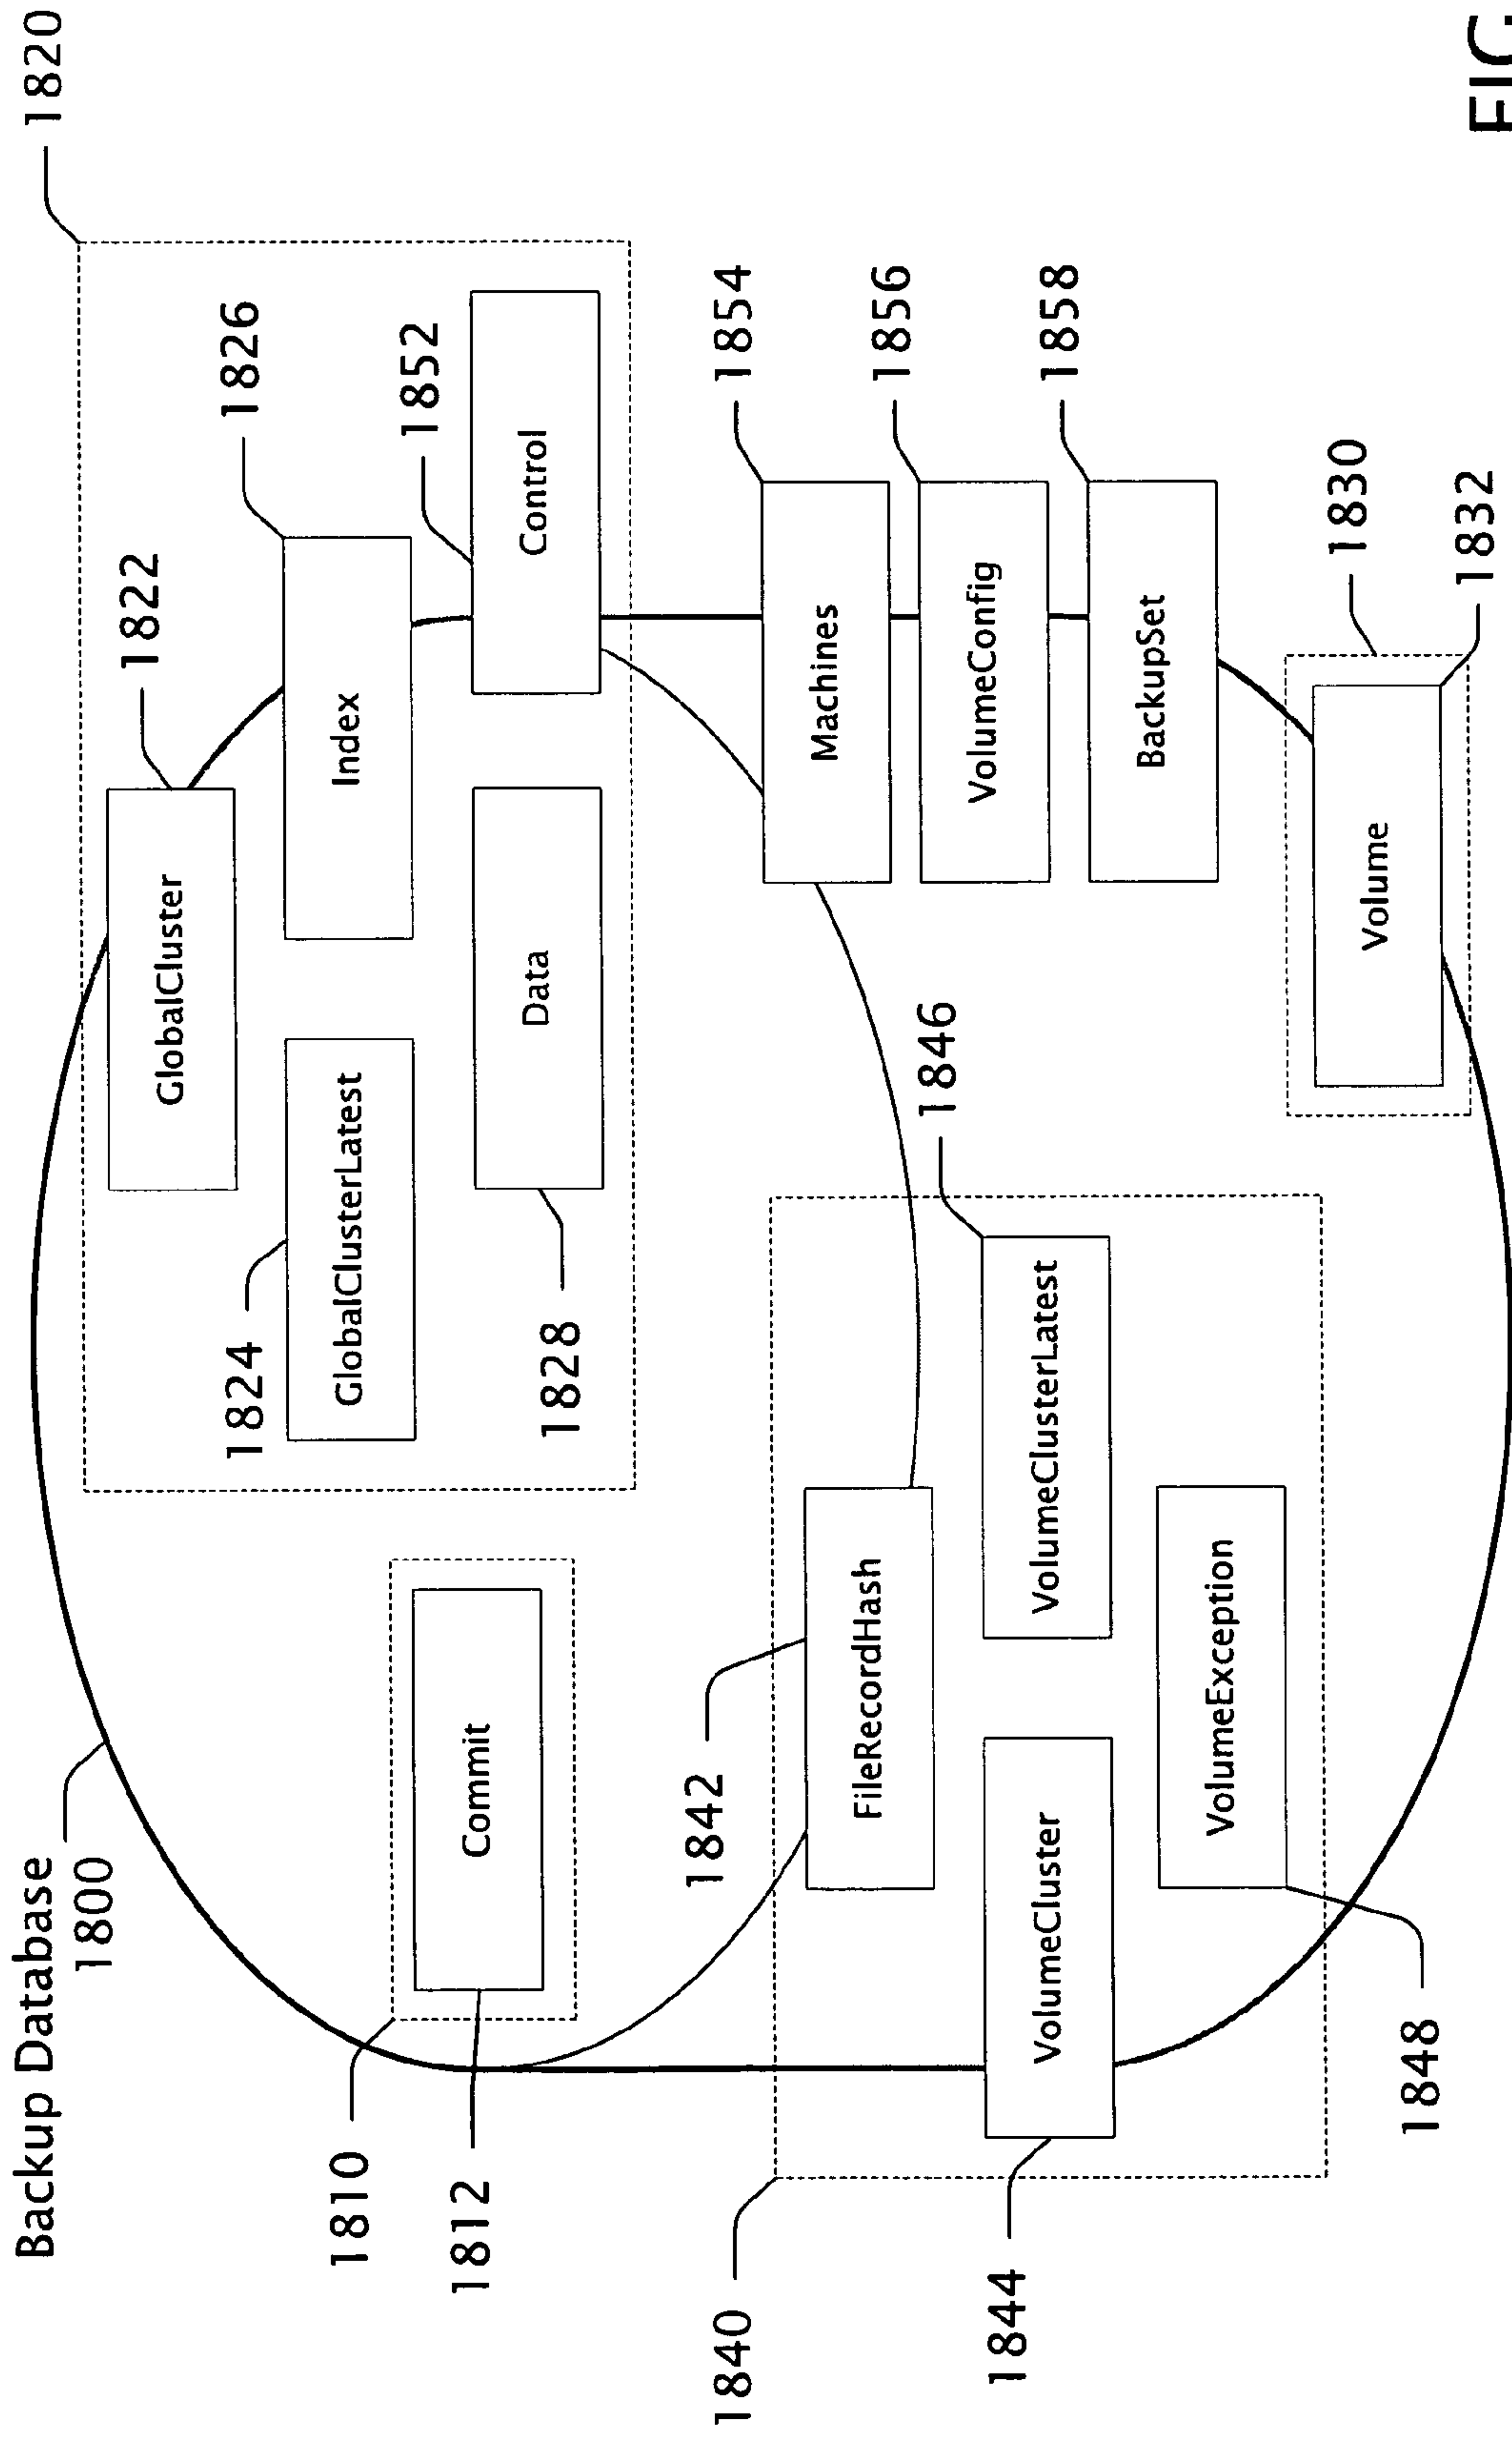 Backup Database
1800
1820
1822
GlobalCluster
1826
1824
GlobalClusterLatest
Index
1852
1810
Commit
1828
Data
Control
1812
1854
1842
FileRecordHash
Machines
1840
1856
1846
VolumeConfig
1844
VolumeCluster
VolumeClusterLatest
1858
BackupSet
VolumeException
1830
1848
Volume
1832